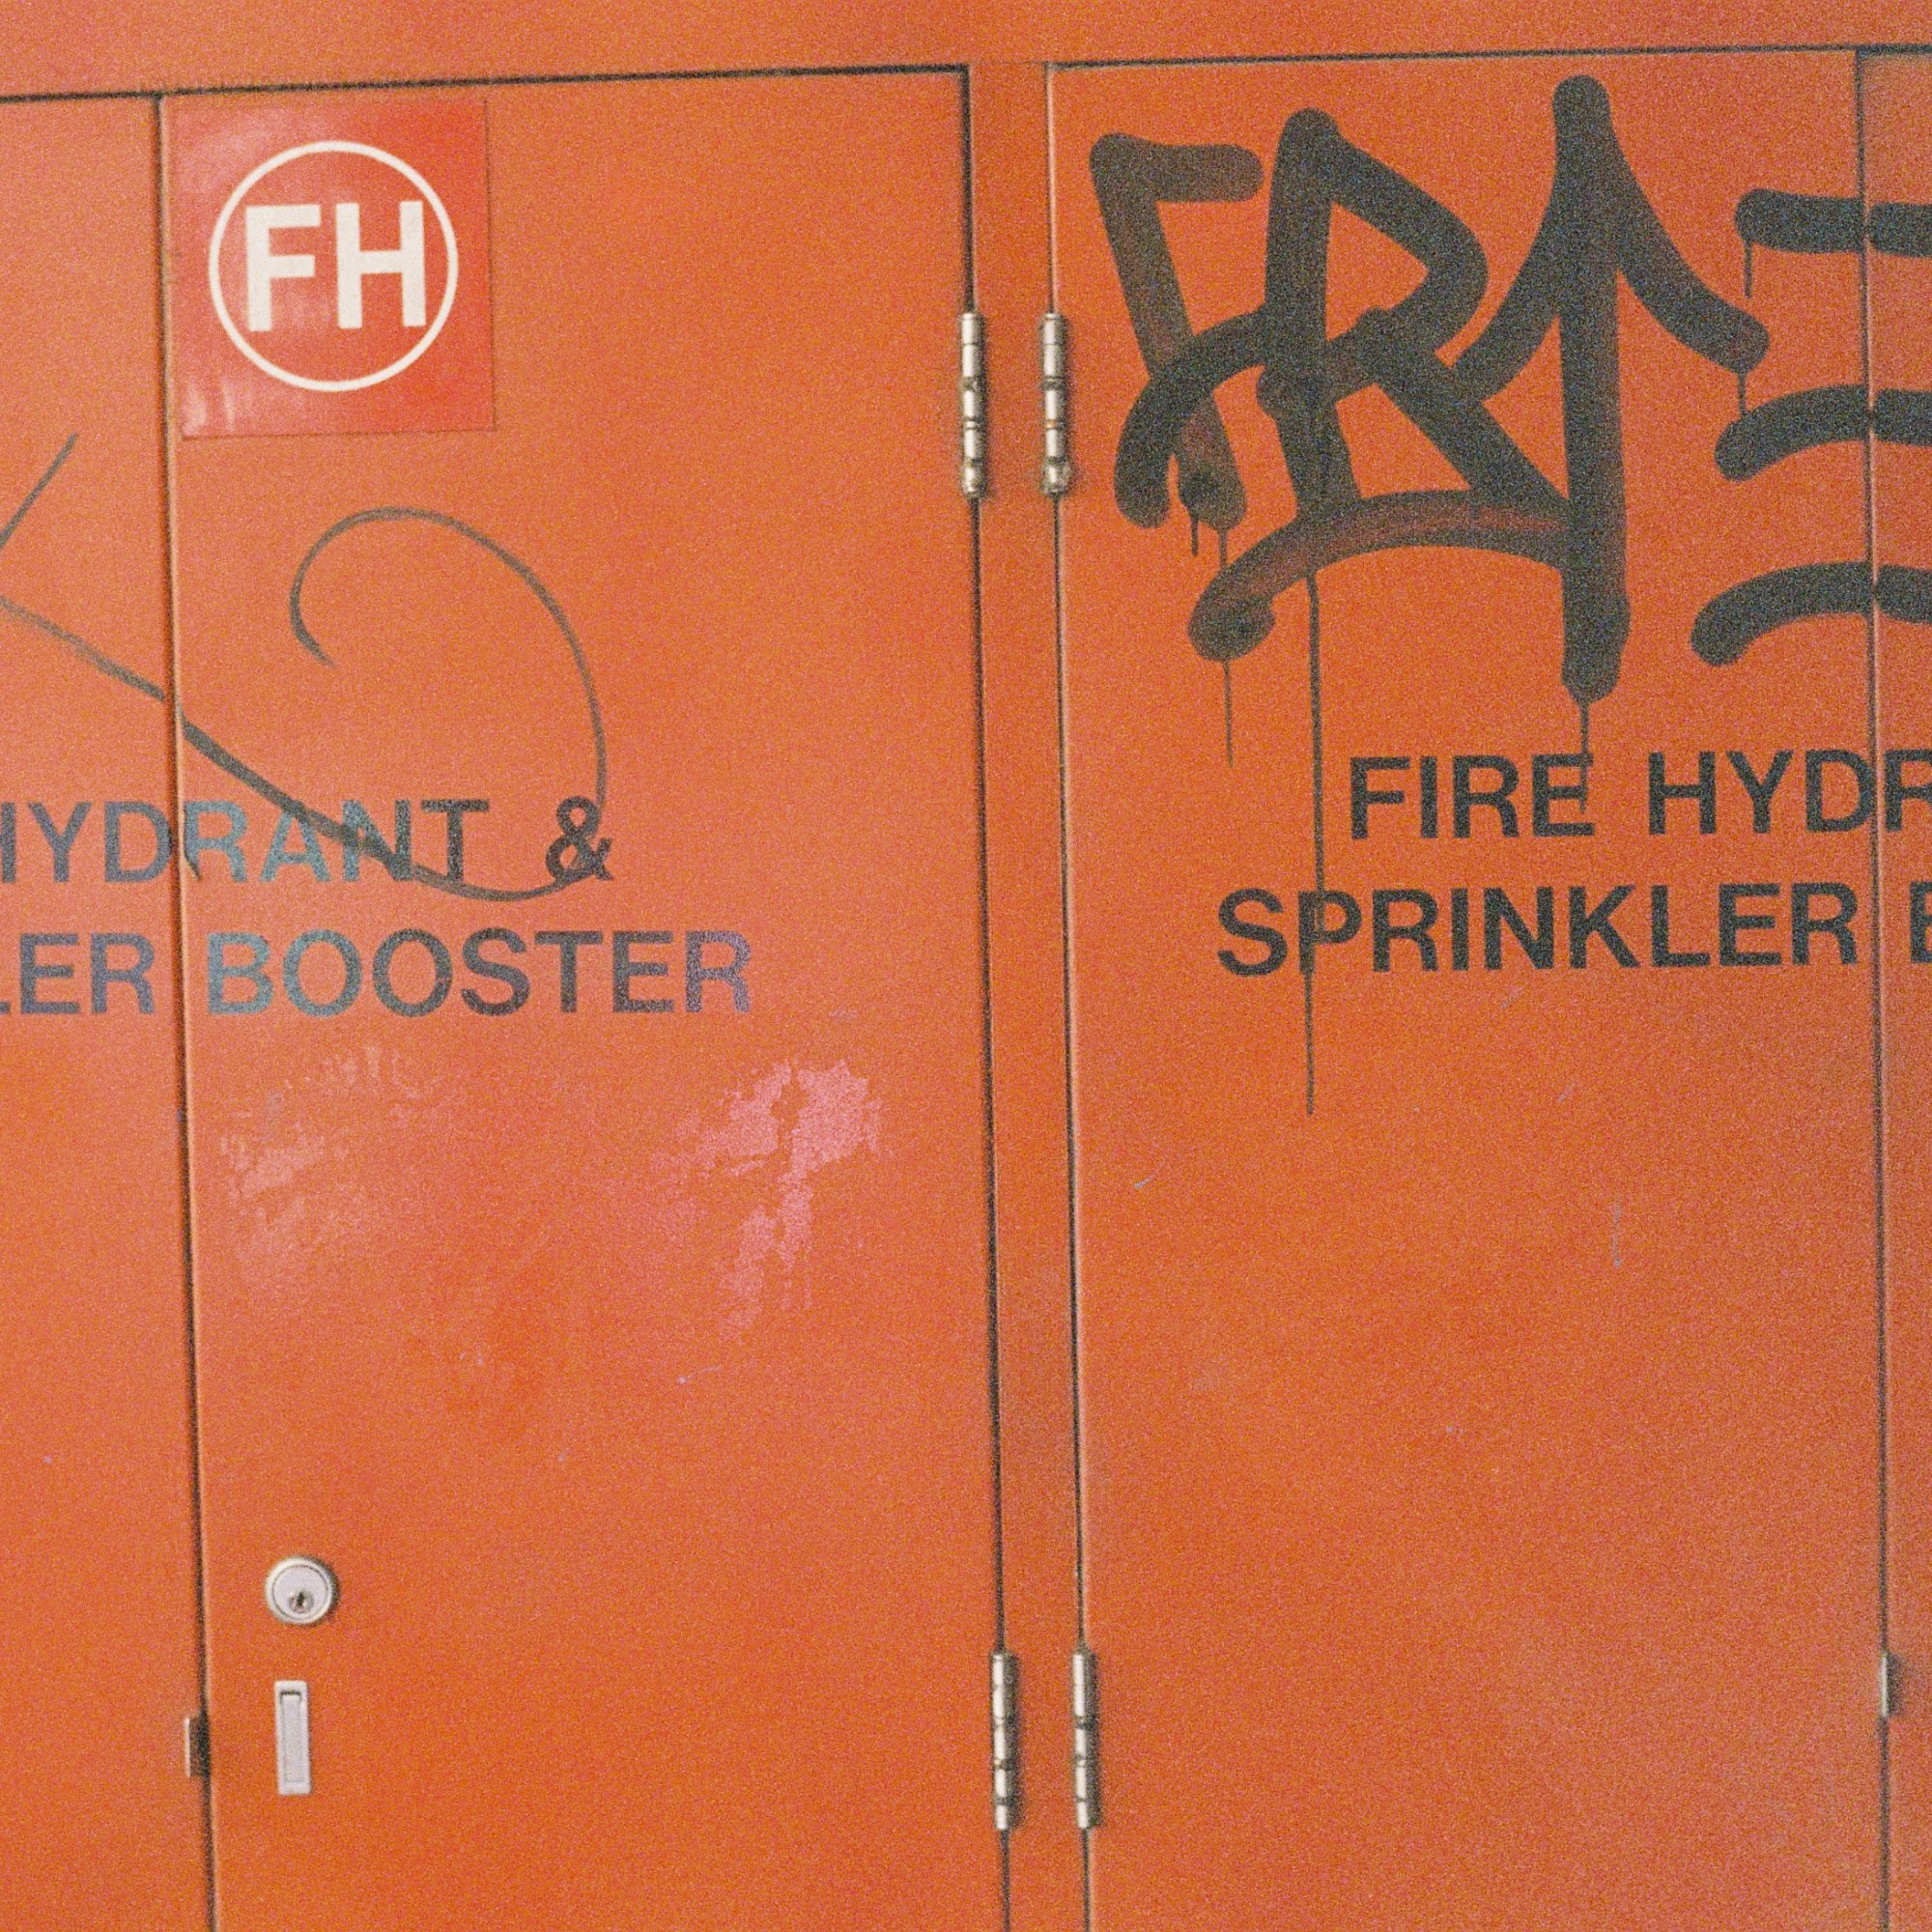 FH
HYDRANT &
LER BOOSTER
FIRE HYDR
SPRINKLER